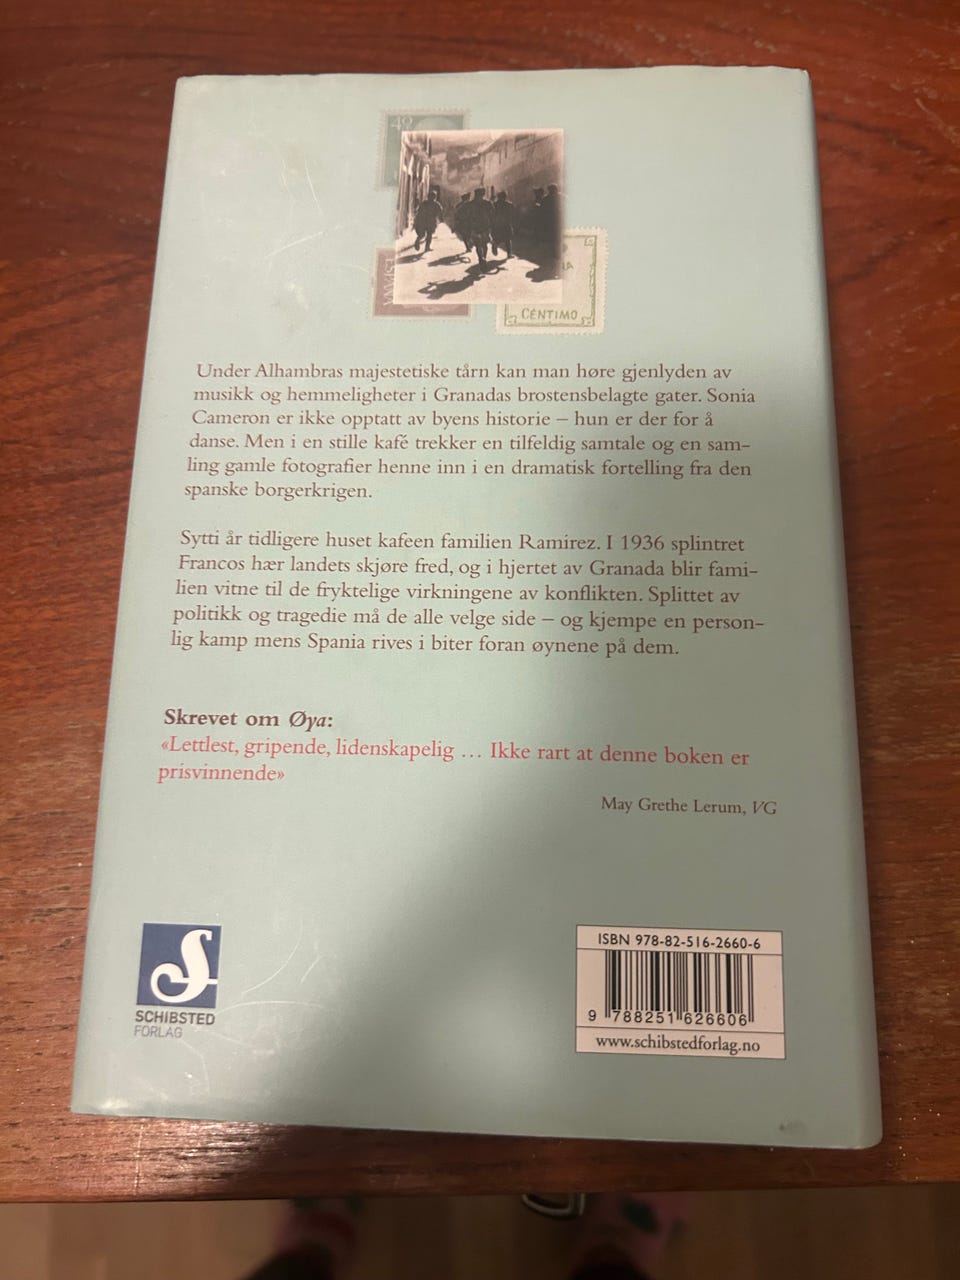 40
ESPAÑA
CÉNTIMO
Under Alhambras majestetiske tårn kan man høre gjenlyden av
musikk og hemmeligheter i Granadas brostensbelagte gater. Sonia
Cameron er ikke opptatt av byens historie – hun er der for å
danse. Men i en stille kafé trekker en tilfeldig samtale og en sam-
ling gamle fotografier henne inn i en dramatisk fortelling fra den
spanske borgerkrigen.
Sytti år tidligere huset kafeen familien Ramirez. I 1936 splintret
Francos hær landets skjøre fred, og i hjertet av Granada blir fami-
lien vitne til de fryktelige virkningene av konflikten. Splittet av
politikk og tragedie må de alle velge side – og kjempe en person-
lig kamp mens Spania rives i biter foran øynene på dem.
Skrevet om Øya:
«Lettlest, gripende, lidenskapelig … Ikke rart at denne boken er
prisvinnende»
May Grethe Lerum, VG
S
SCHIBSTED
FORLAG
ISBN 978-82-516-2660-6
9 788251 626606
www.schibstedforlag.no